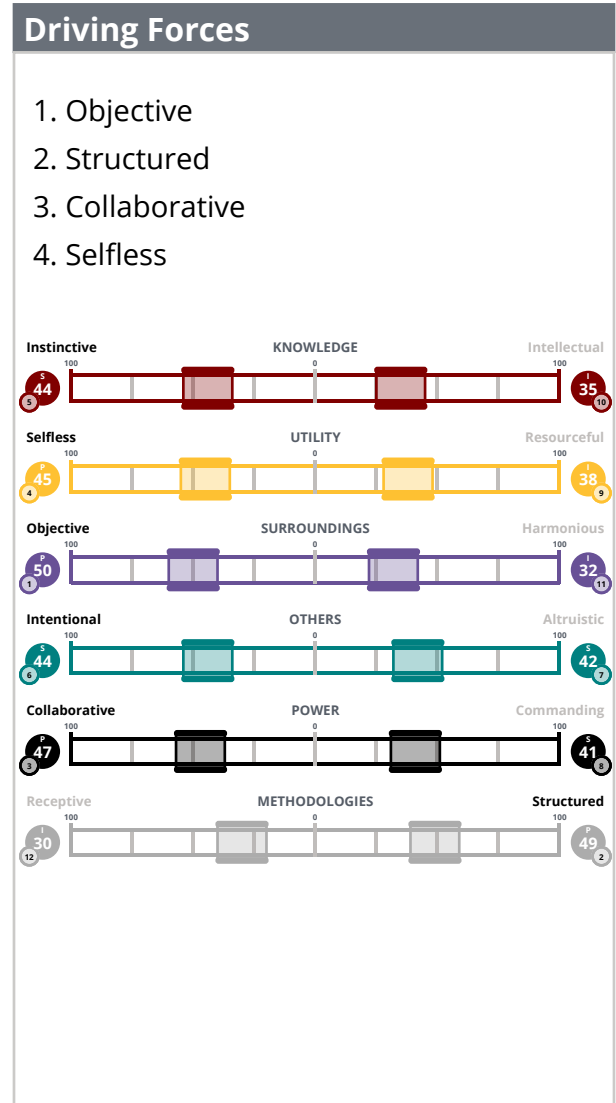 Driving Forces
1. Objective
2. Structured
3. Collaborative
4. Selfless
Instinctive KNOWLEDGE Intellectual
100 0 100
S I
44 35
5 10
Selfless UTILITY Resourceful
100 0 100
P I
45 38
4 9
Objective SURROUNDINGS Harmonious
100 0 100
P I
50 32
1 11
Intentional OTHERS Altruistic
100 0 100
S S
44 42
6 7
Collaborative POWER Commanding
100 0 100
P S
47 41
3 8
Receptive METHODOLOGIES Structured
100 0 100
I P
30 49
12 2